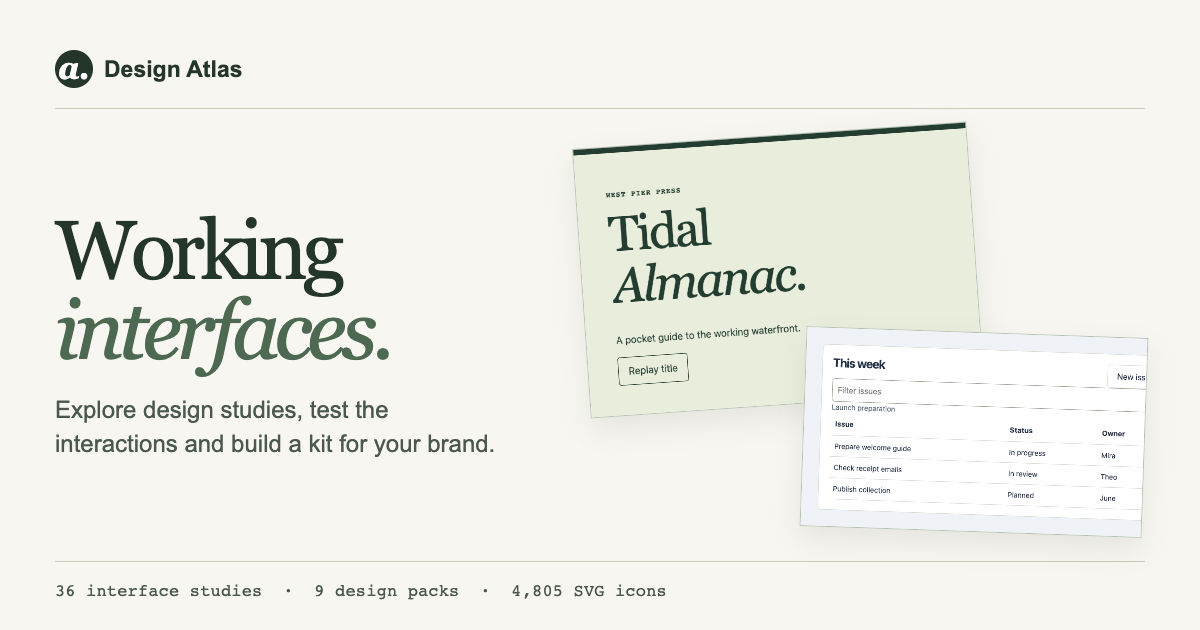 a. Design Atlas
Working
interfaces.
Explore design studies, test the
interactions and build a kit for your brand.
WEST PIER PRESS
Tidal
Almanac.
A pocket guide to the working waterfront.
Replay title
This week
New iss
Filter issues
Launch preparation
Issue Status Owner
Prepare welcome guide In progress Mira
Check receipt emails In review Theo
Publish collection Planned June
36 interface studies · 9 design packs · 4,805 SVG icons